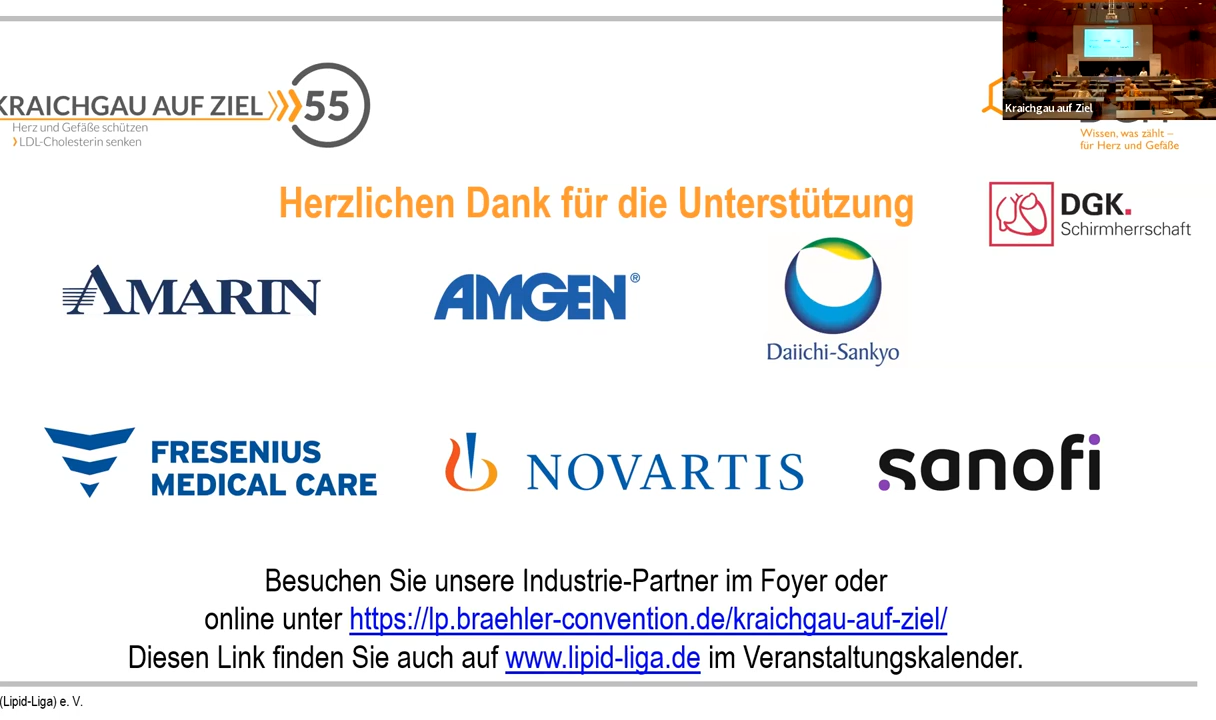 KRAICHGAU AUF ZIEL 55
Herz und Gefäße schützen
LDL-Cholesterin senken
Kraichgau auf Ziel
Wissen, was zählt –
für Herz und Gefäße
Herzlichen Dank für die Unterstützung
DGK.
Schirmherrschaft
AMARIN
AMGEN®
Daiichi-Sankyo
FRESENIUS
MEDICAL CARE
NOVARTIS
sanofi
Besuchen Sie unsere Industrie-Partner im Foyer oder
online unter https://lp.braehler-convention.de/kraichgau-auf-ziel/
Diesen Link finden Sie auch auf www.lipid-liga.de im Veranstaltungskalender.
(Lipid-Liga) e. V.